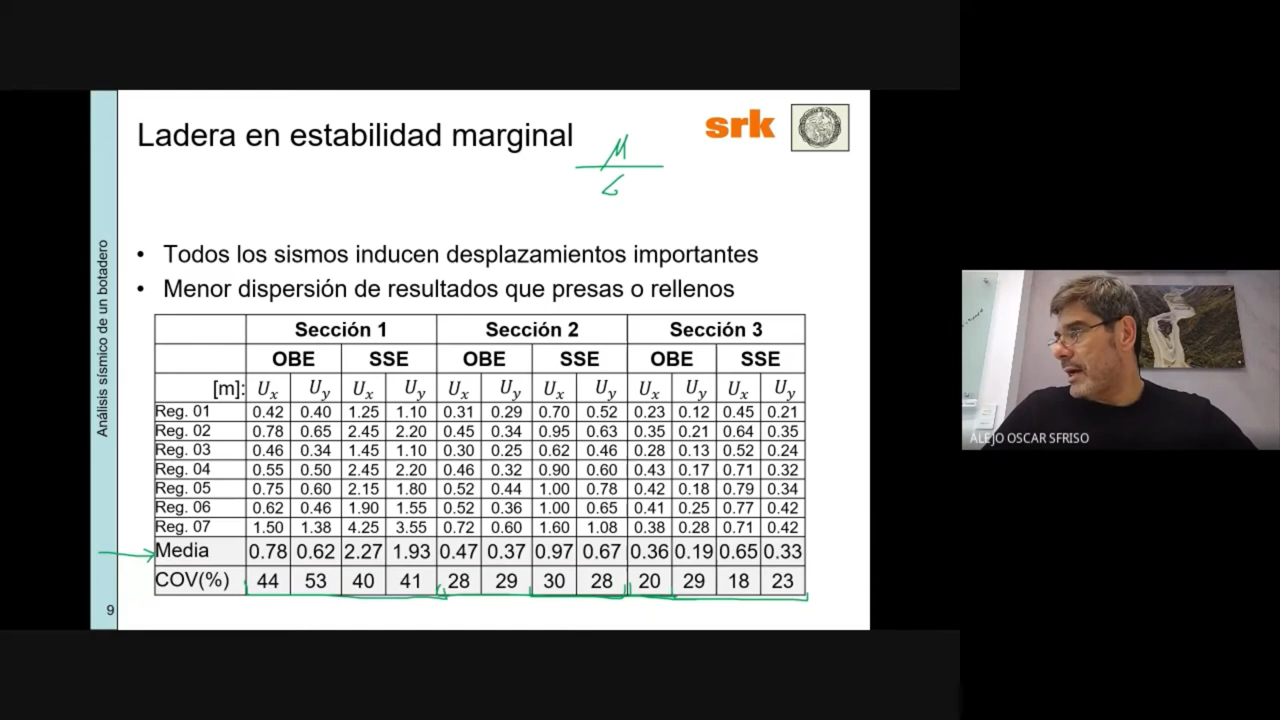 Ladera en estabilidad marginal
srk
μ
σ
• Todos los sismos inducen desplazamientos importantes
• Menor dispersión de resultados que presas o rellenos
Sección 1 Sección 2 Sección 3
OBE SSE OBE SSE OBE SSE
[m]: Ux Uy Ux Uy Ux Uy Ux Uy Ux Uy Ux Uy
Reg. 01 0.42 0.40 1.25 1.10 0.31 0.29 0.70 0.52 0.23 0.12 0.45 0.21
Reg. 02 0.78 0.65 2.45 2.20 0.45 0.34 0.95 0.63 0.35 0.21 0.64 0.35
Reg. 03 0.46 0.34 1.45 1.10 0.30 0.25 0.62 0.46 0.28 0.13 0.52 0.24
Reg. 04 0.55 0.50 2.45 2.20 0.46 0.32 0.90 0.60 0.43 0.17 0.71 0.32
Reg. 05 0.75 0.60 2.15 1.80 0.52 0.44 1.00 0.78 0.42 0.18 0.79 0.34
Reg. 06 0.62 0.46 1.90 1.55 0.52 0.36 1.00 0.65 0.41 0.25 0.77 0.42
Reg. 07 1.50 1.38 4.25 3.55 0.72 0.60 1.60 1.08 0.38 0.28 0.71 0.42
Media 0.78 0.62 2.27 1.93 0.47 0.37 0.97 0.67 0.36 0.19 0.65 0.33
COV(%) 44 53 40 41 28 29 30 28 20 29 18 23
Análisis sísmico de un botadero
9
ALEJO OSCAR SFRISO